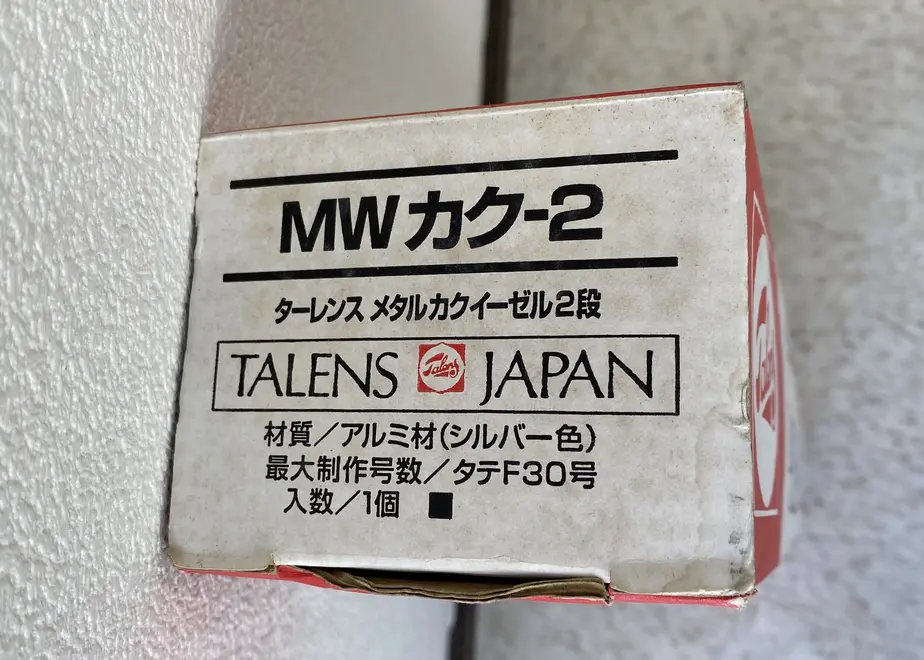 MWカク-2
ターレンス メタルカクイーゼル2段
TALENS Talens JAPAN
材質/アルミ材(シルバー色)
最大制作号数/タテF30号
入数/1個 ■